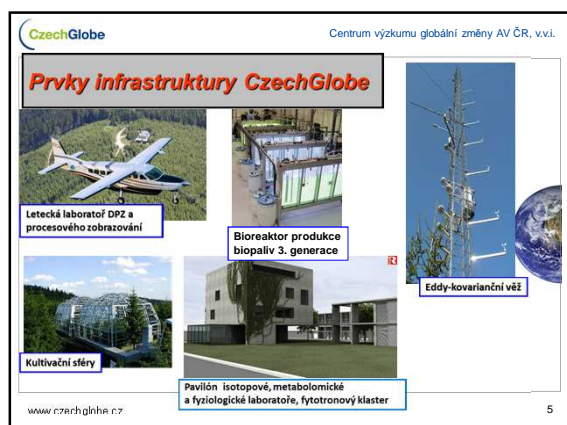 CzechGlobe
Centrum výzkumu globální změny AV ČR, v.v.i.
Prvky infrastruktury CzechGlobe
Letecká laboratoř DPZ a
procesového zobrazování
Bioreaktor produkce
biopaliv 3. generace
Eddy-kovarianční věž
Kultivační sféry
Pavilón isotopové, metabolomické
a fyziologické laboratoře, fytotronový klaster
www.czechglobe.cz
5